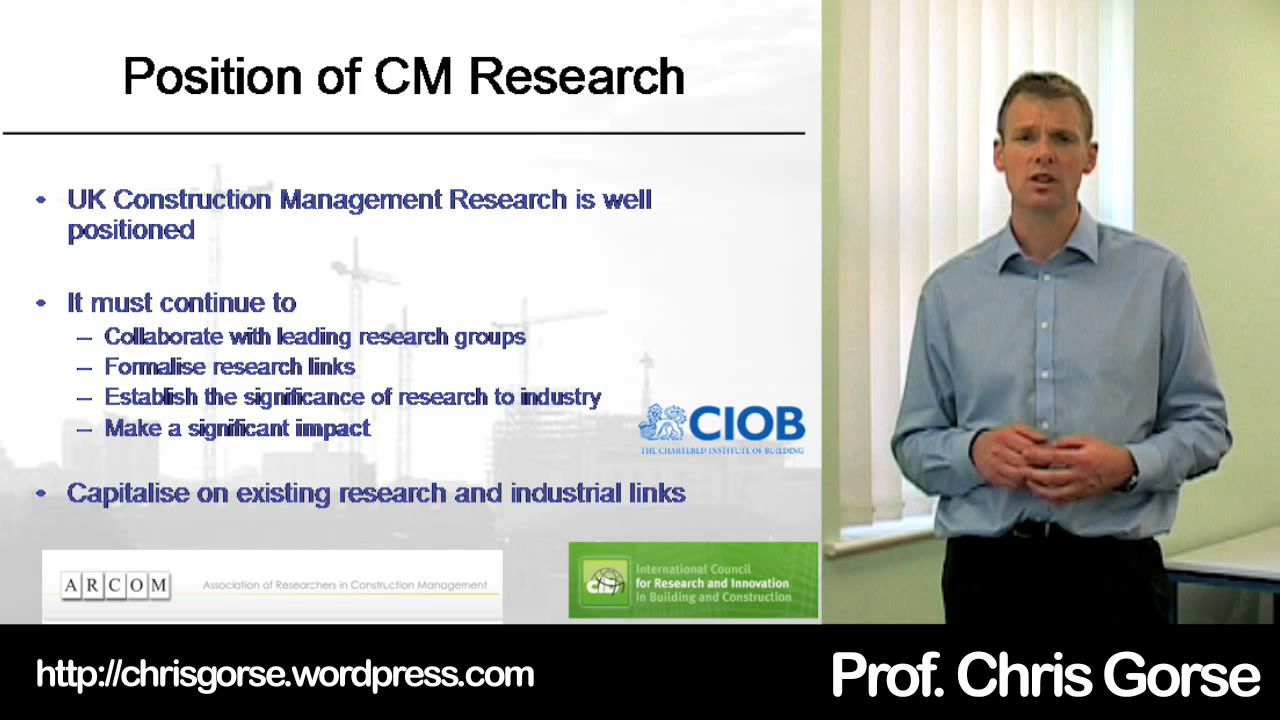 Position of CM Research
• UK Construction Management Research is well
positioned
• It must continue to
– Collaborate with leading research groups
– Formalise research links
– Establish the significance of research to industry
– Make a significant impact
CIOB
THE CHARTERED INSTITUTE OF BUILDING
• Capitalise on existing research and industrial links
ARCOM
Association of Researchers in Construction Management
CIB
International Council
for Research and Innovation
in Building and Construction
http://chrisgorse.wordpress.com
Prof. Chris Gorse